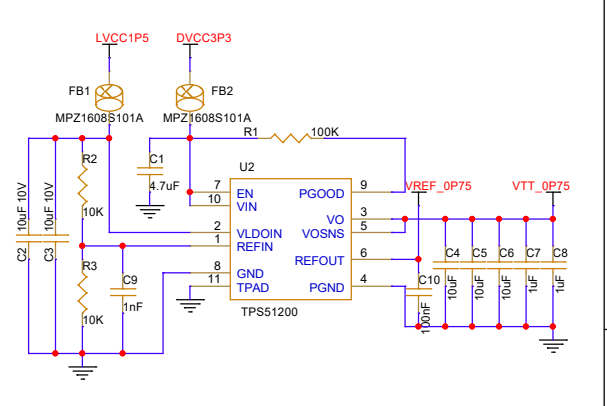 LVCC1P5 DVCC3P3
FB1 FB2
MPZ1608S101A MPZ1608S101A
R1 100K
C1
4.7uF
U2
10uF 10V
10uF 10V
R2
10K
7 EN PGOOD 9
10 VIN
VREF_0P75 VTT_0P75
3 VO
2 VLDOIN VOSNS 5
1 REFIN
REFOUT 6
C2
C3
R3
10K
C9
1nF
8 GND
11 TPAD PGND 4
TPS51200
C10
100nF
C4
10uF
C5
10uF
C6
10uF
C7
1uF
C8
1uF